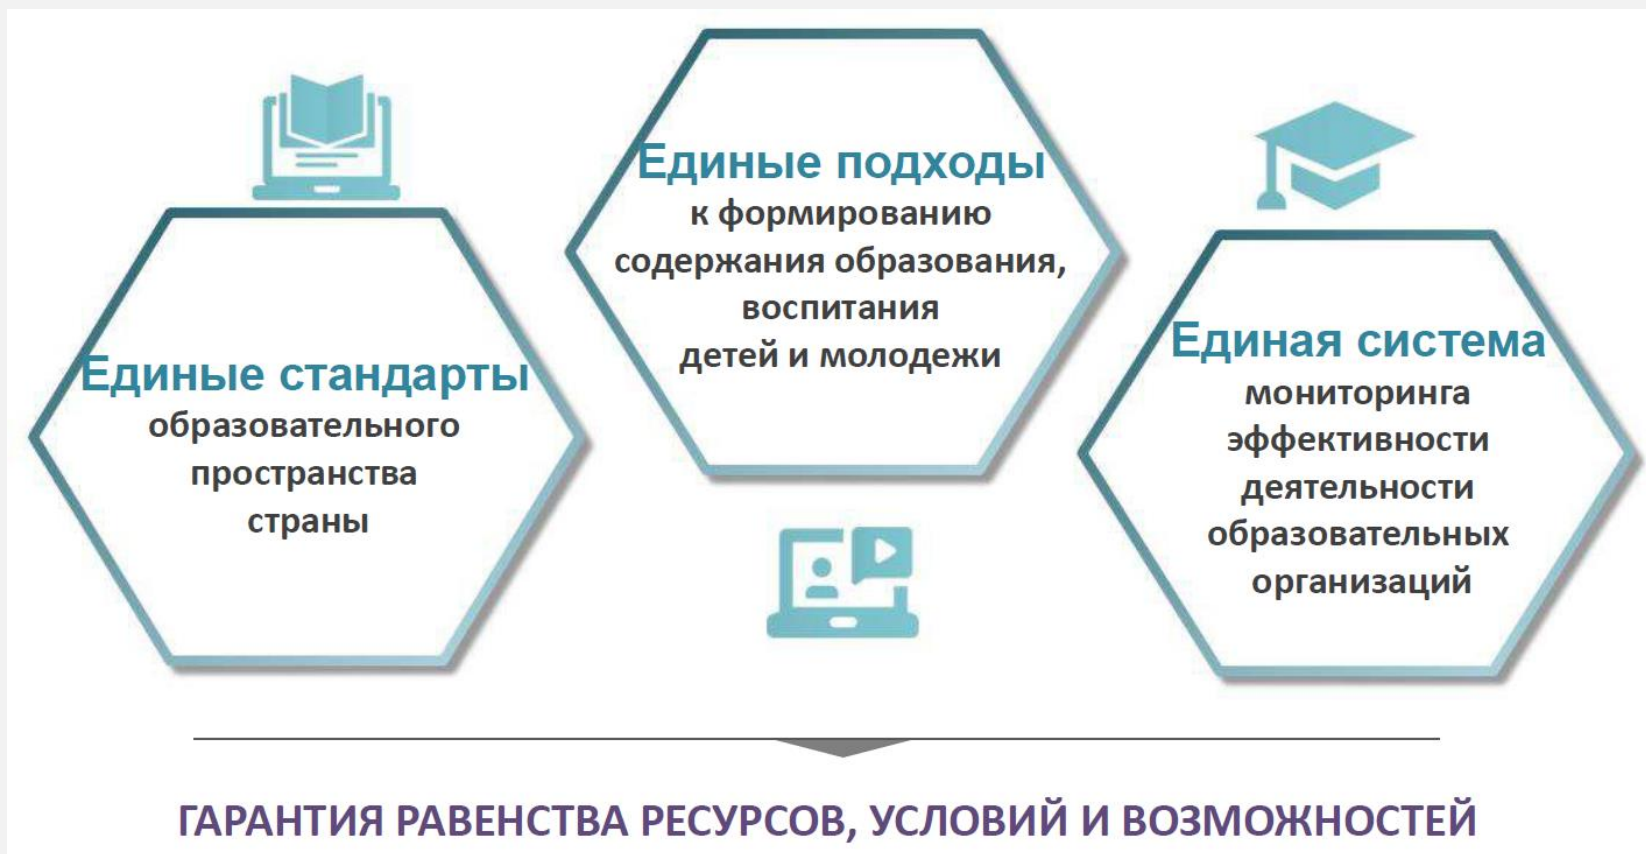 Единые стандарты
образовательного
пространства
страны
Единые подходы
к формированию
содержания образования,
воспитания
детей и молодежи
Единая система
мониторинга
эффективности
деятельности
образовательных
организаций
ГАРАНТИЯ РАВЕНСТВА РЕСУРСОВ, УСЛОВИЙ И ВОЗМОЖНОСТЕЙ